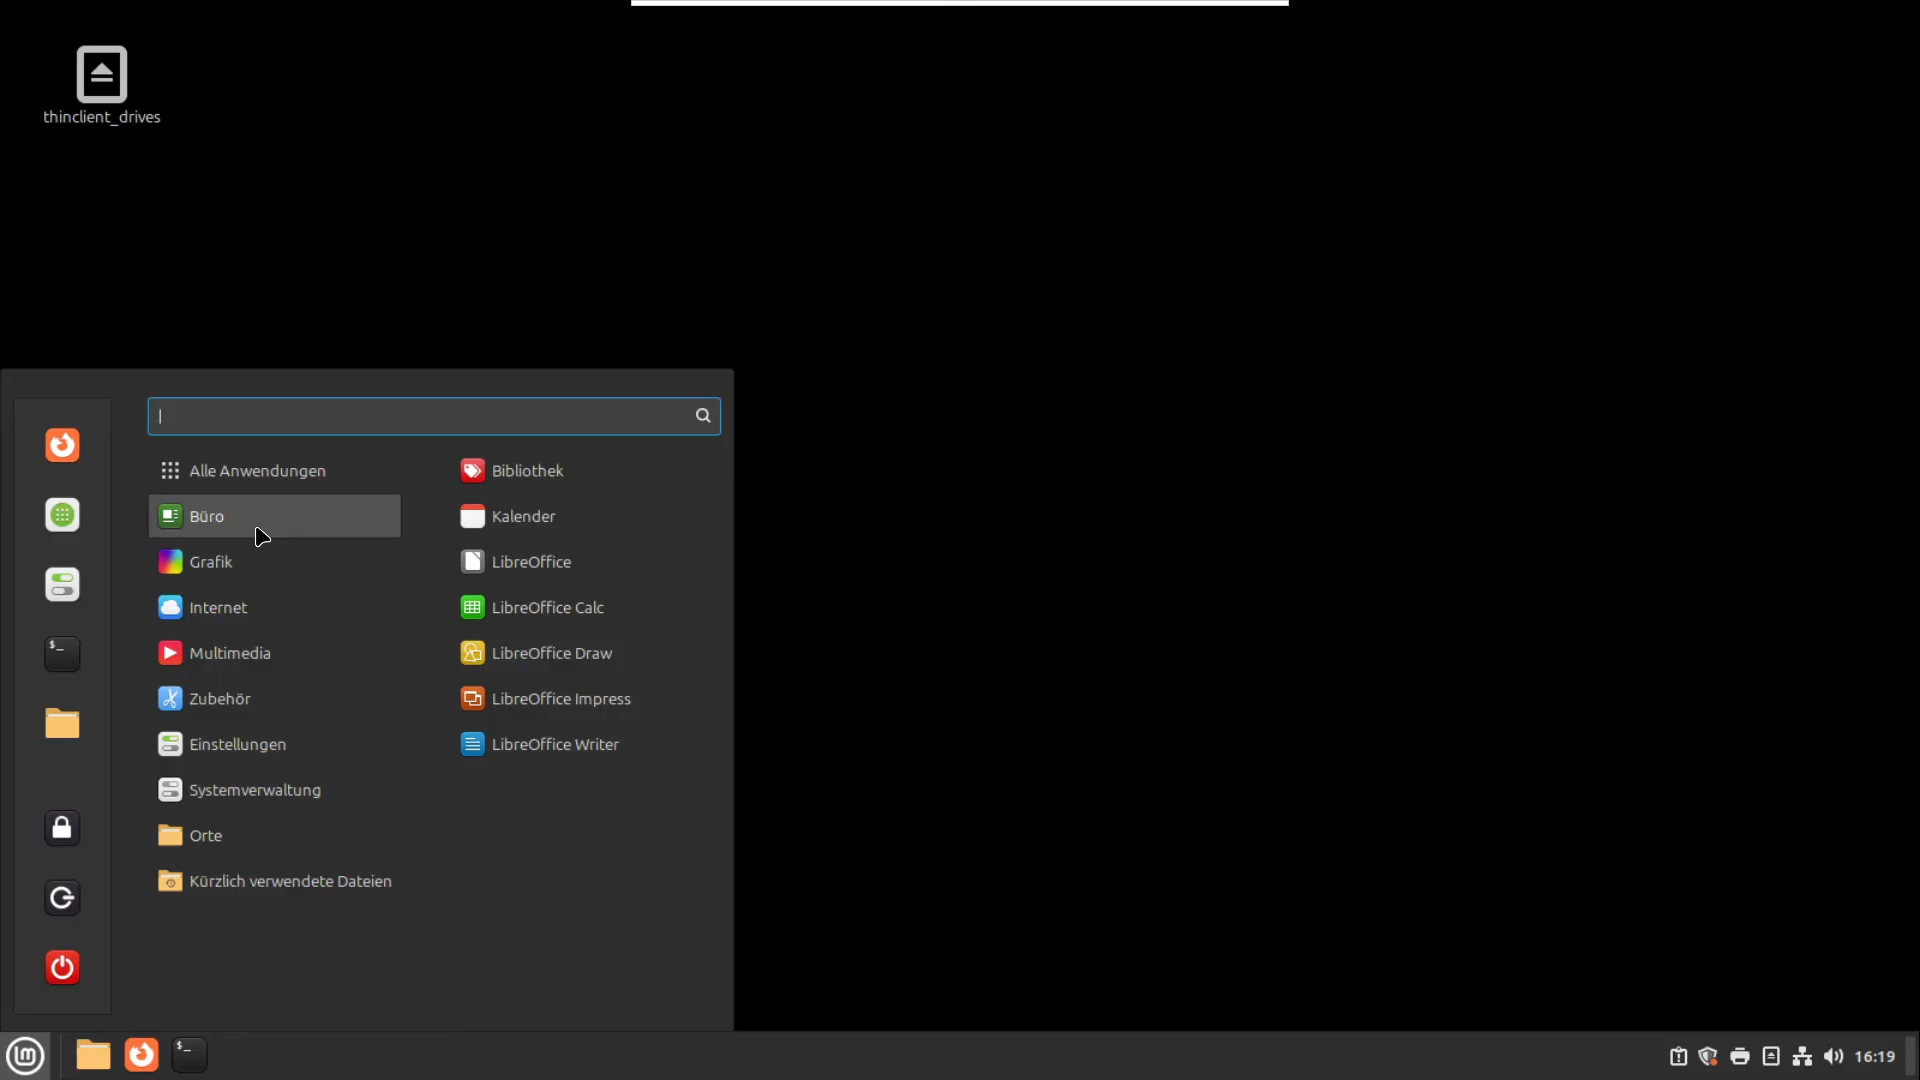 thinclient_drives
Alle Anwendungen
Büro
Grafik
Internet
Multimedia
Zubehör
Einstellungen
Systemverwaltung
Orte
Kürzlich verwendete Dateien
Bibliothek
Kalender
LibreOffice
LibreOffice Calc
LibreOffice Draw
LibreOffice Impress
LibreOffice Writer
$_
$_
16:19